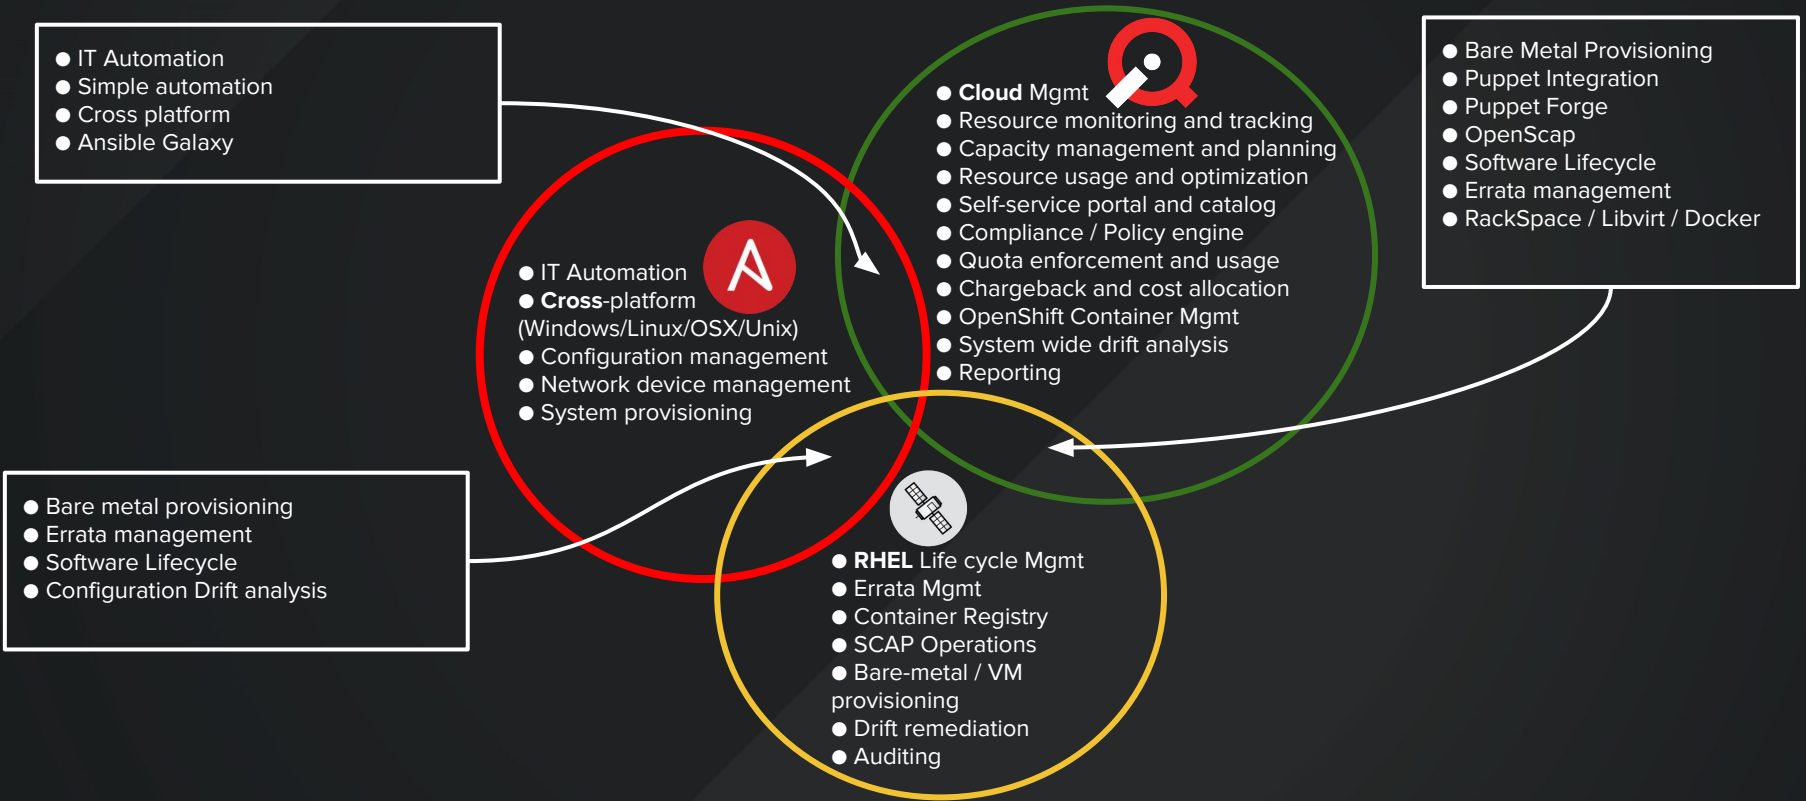 ● IT Automation
● Simple automation
● Cross platform
● Ansible Galaxy
● Cloud Mgmt
● Resource monitoring and tracking
● Capacity management and planning
● Resource usage and optimization
● Self-service portal and catalog
● Compliance / Policy engine
● Quota enforcement and usage
● Chargeback and cost allocation
● OpenShift Container Mgmt
● System wide drift analysis
● Reporting
● Bare Metal Provisioning
● Puppet Integration
● Puppet Forge
● OpenScap
● Software Lifecycle
● Errata management
● RackSpace / Libvirt / Docker
● IT Automation
● Cross-platform
(Windows/Linux/OSX/Unix)
● Configuration management
● Network device management
● System provisioning
● Bare metal provisioning
● Errata management
● Software Lifecycle
● Configuration Drift analysis
● RHEL Life cycle Mgmt
● Errata Mgmt
● Container Registry
● SCAP Operations
● Bare-metal / VM
provisioning
● Drift remediation
● Auditing